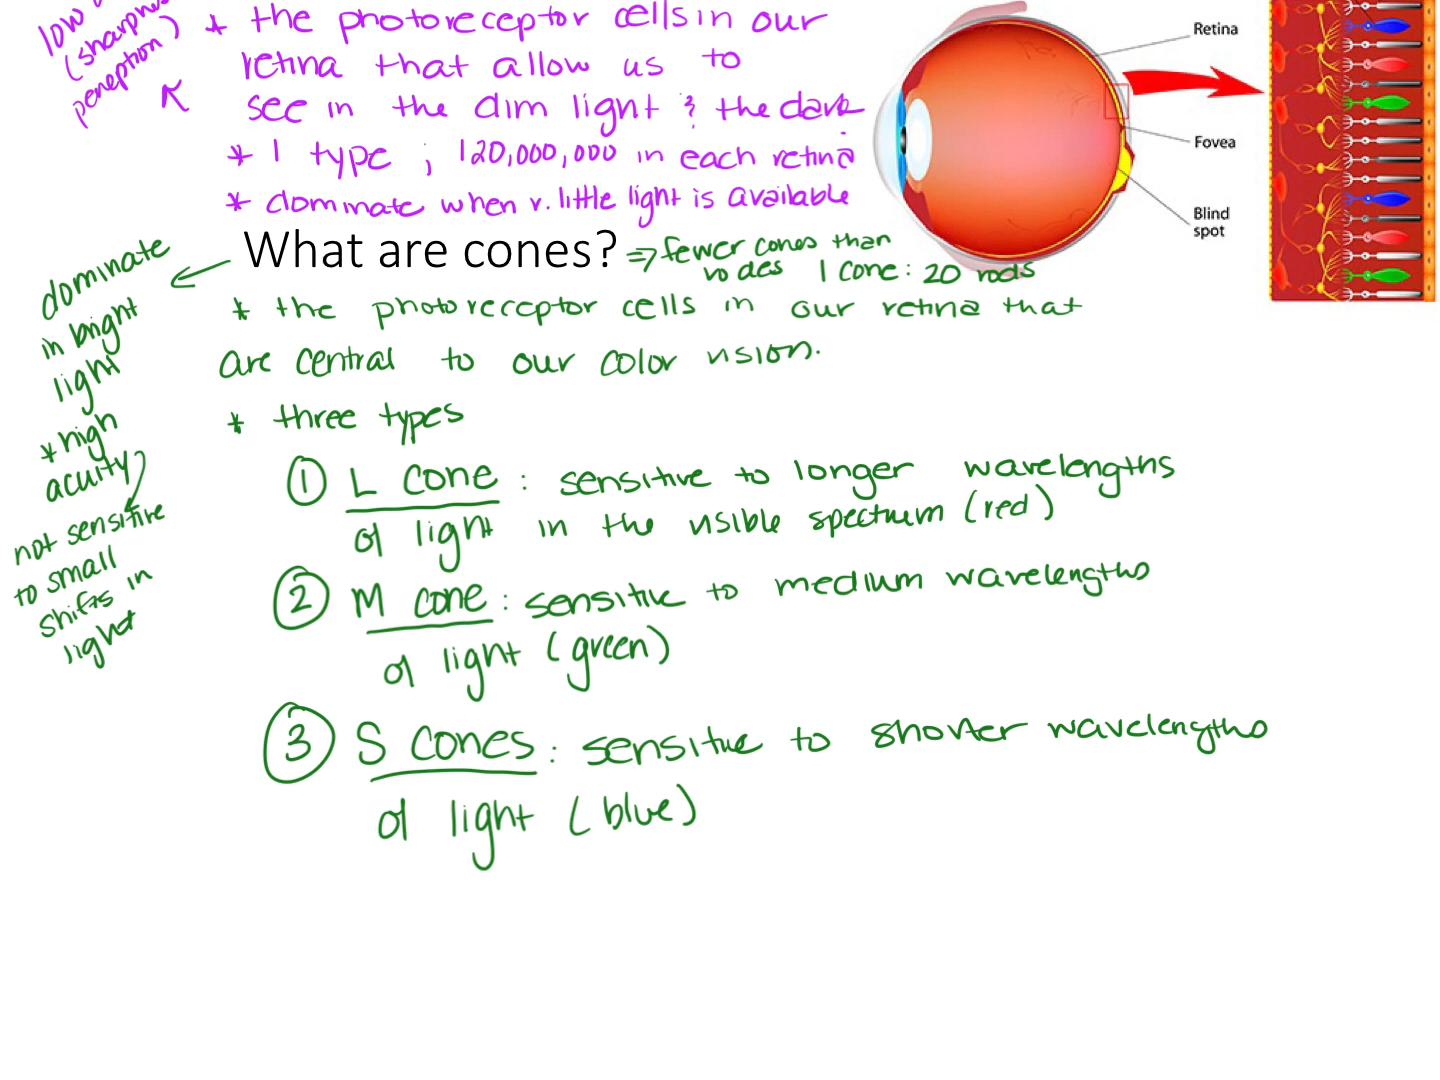 low
(sharpnes
peneption)
* the photoreceptor cells in our
retina that allow us to
see in the dim light & the dark.
* 1 type ; 120,000,000 in each retina
* dominate when v. little light is available
Retina
Fovea
Blind
spot
What are cones? ⇒ fewer cones than
rodes 1 cone : 20 rods
* the photoreceptor cells in our retina that
are central to our color vision.
* three types
① L cone : sensitive to longer wavelengths
of light in the visible spectrum (red)
② M cone : sensitive to medium wavelengths
of light (green)
③ S cones : sensitive to shorter wavelengths
of light (blue)
dominate
in bright
light
* high
acuity
not sensitive
to small
shifts in
light